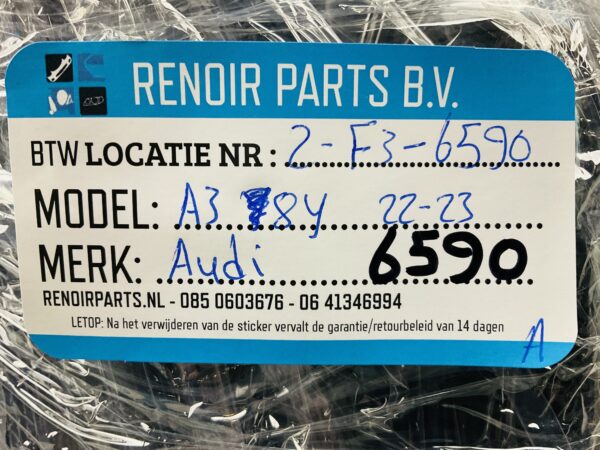 RENOIR PARTS B.V.
BTW LOCATIE NR : 2-F3-6590
MODEL: A3 8y 22-23
MERK: Audi 6590
RENOIRPARTS.NL - 085 0603676 - 06 41346994
LETOP: Na het verwijderen van de sticker vervalt de garantie/retourbeleid van 14 dagen
A